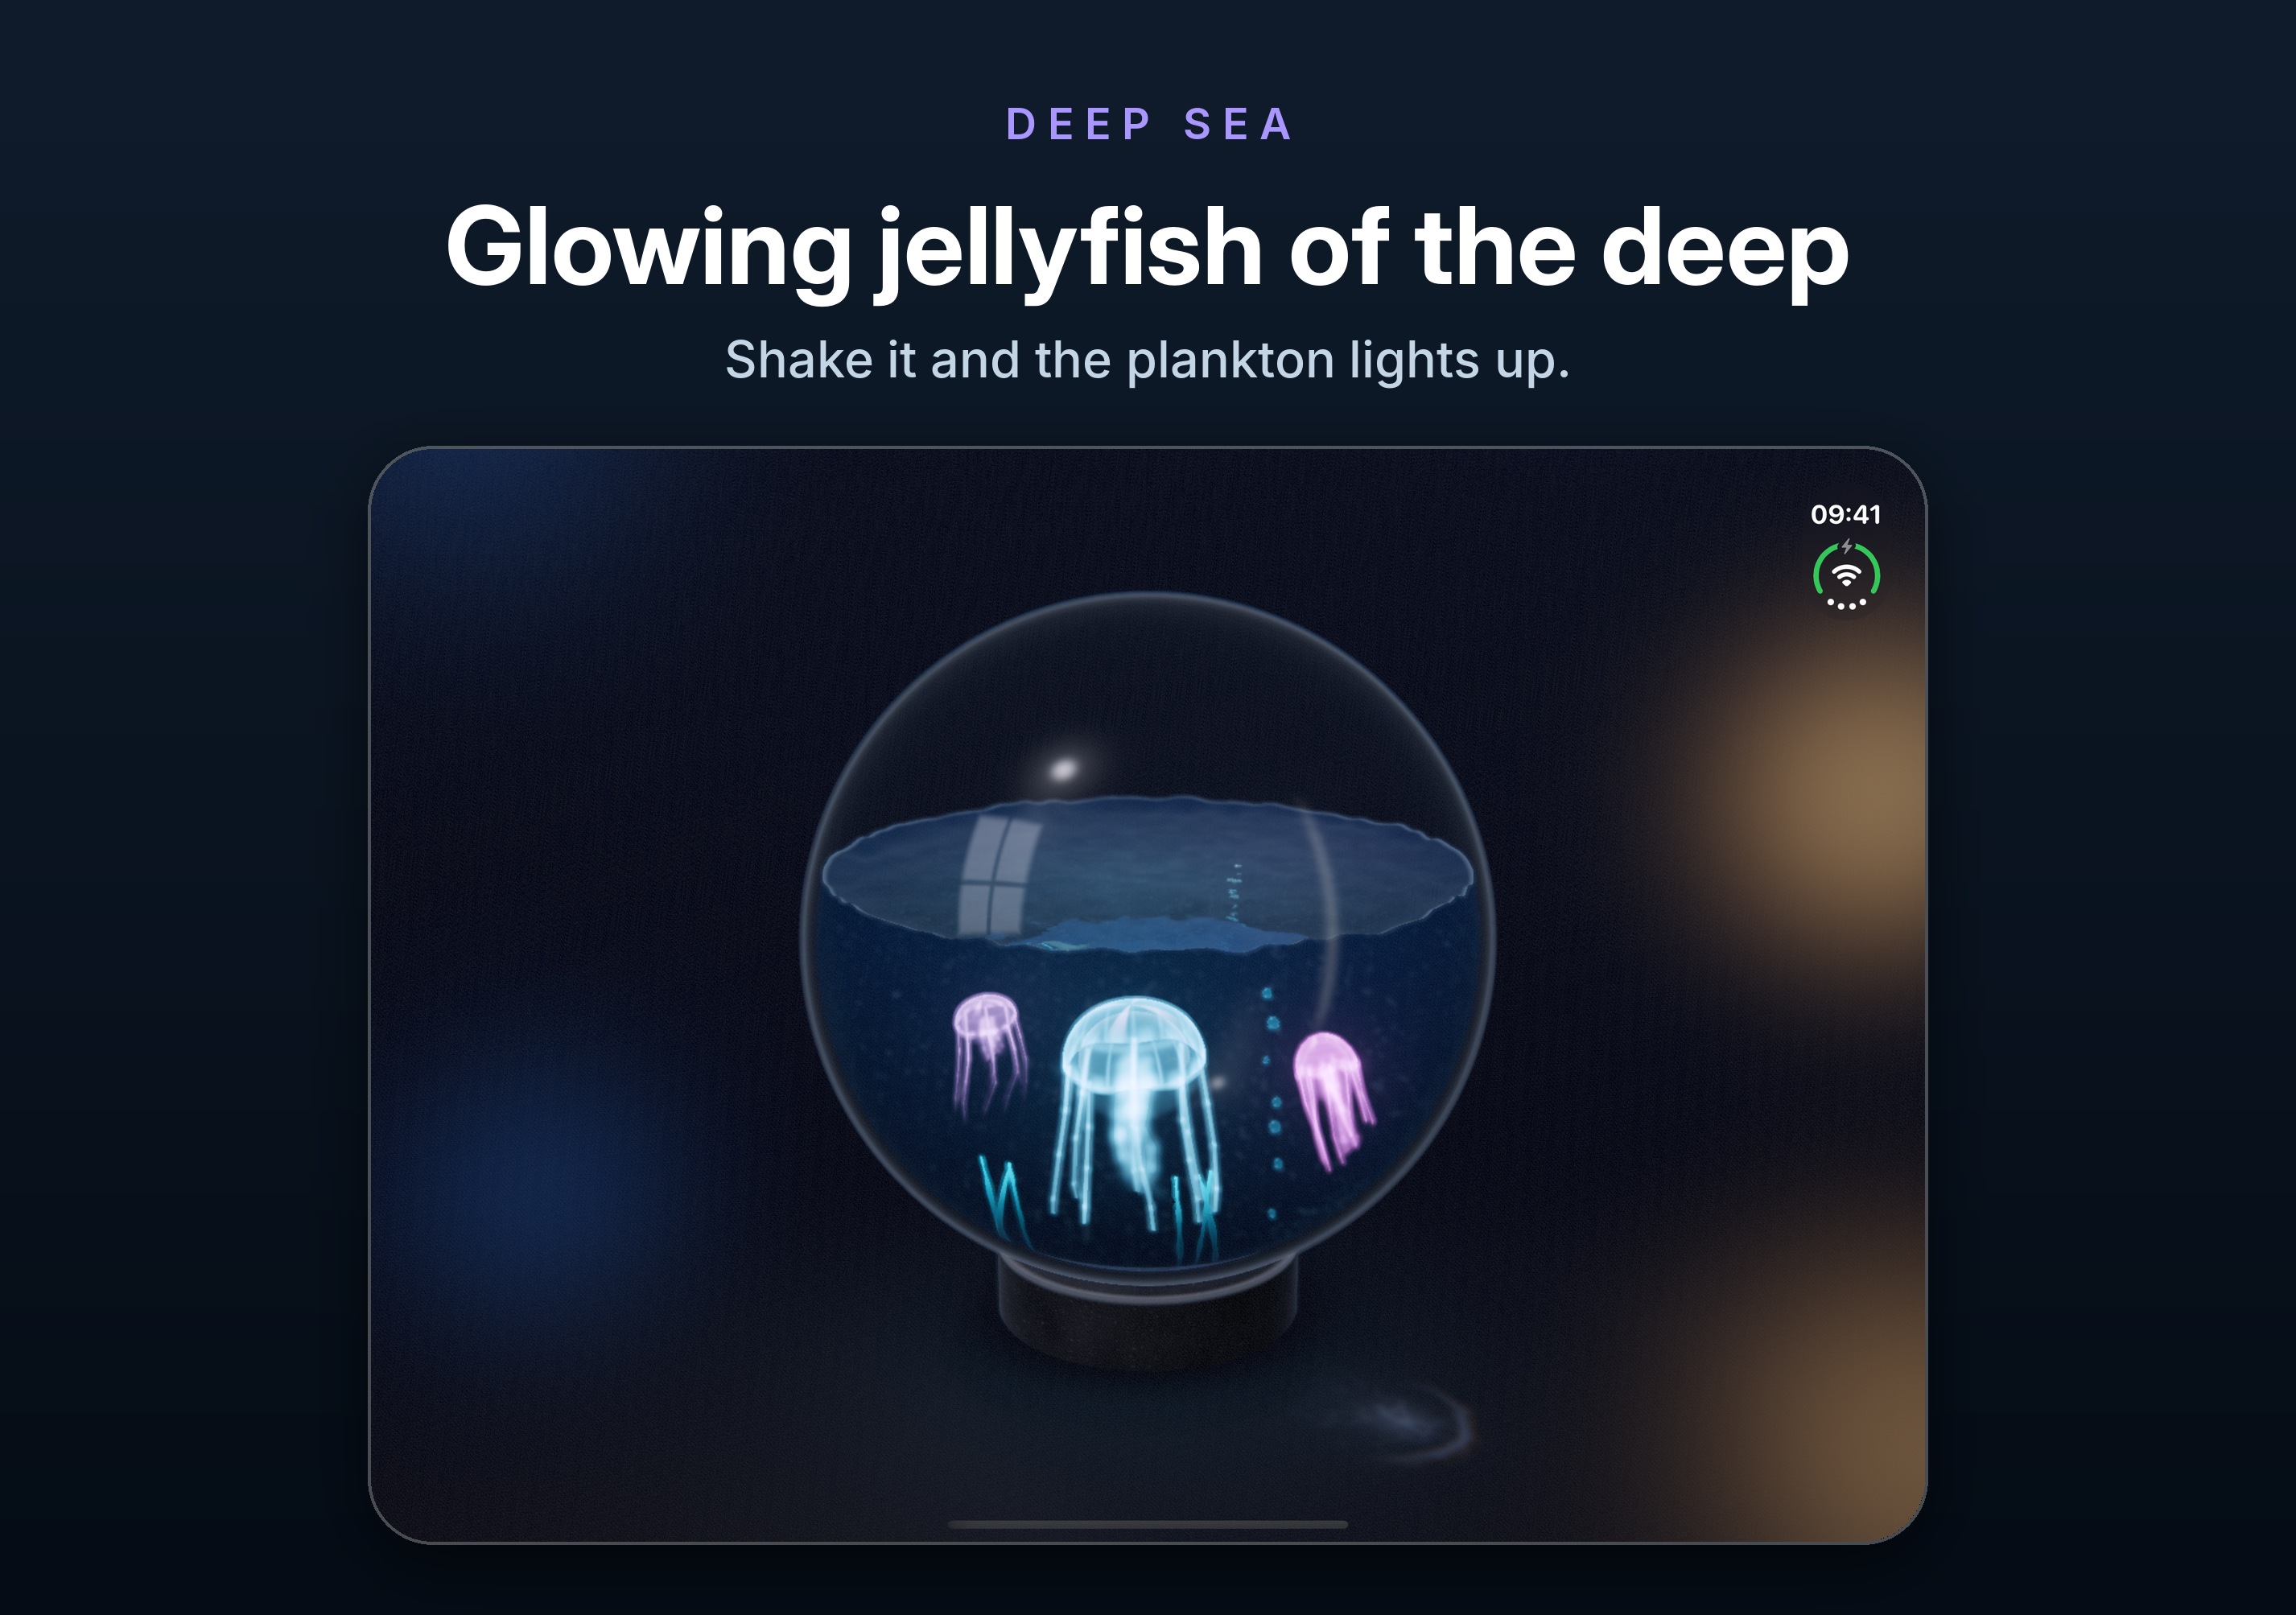 DEEP SEA
Glowing jellyfish of the deep
Shake it and the plankton lights up.
09:41